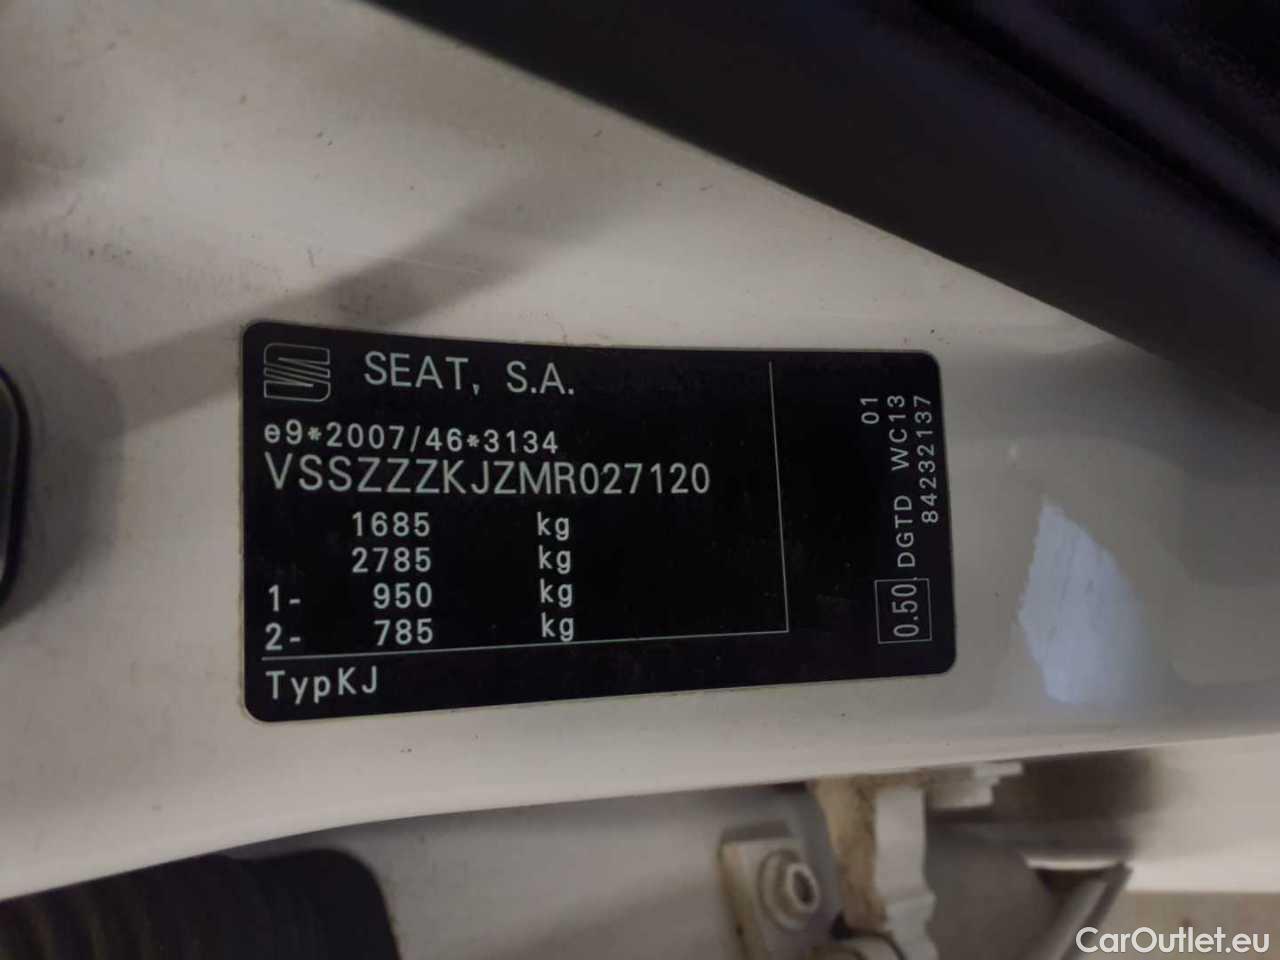 SEAT, S.A.
e9*2007/46*3134
VSSZZZKJZMR027120
1685 kg
2785 kg
1- 950 kg
2- 785 kg
TypKJ
01
0.50 DGTD WC13
84232137
CarOutlet.eu